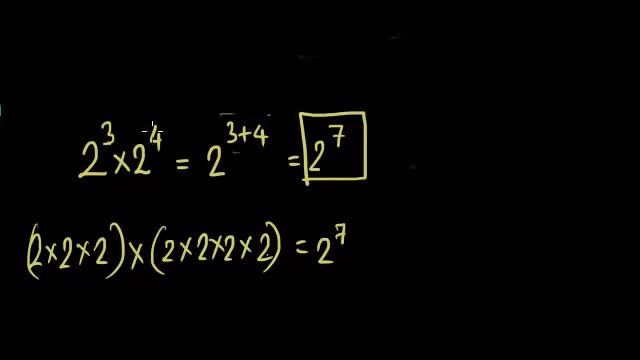 2³ × 2⁴ = 2³⁺⁴ = 2⁷
(2 × 2 × 2) × (2 × 2 × 2 × 2) = 2⁷